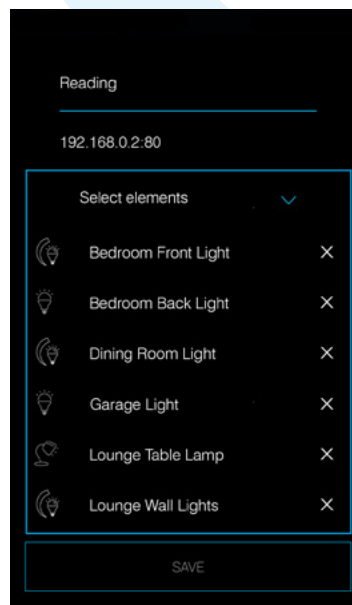 Reading
192.168.0.2:80
Select elements
Bedroom Front Light
Bedroom Back Light
Dining Room Light
Garage Light
Lounge Table Lamp
Lounge Wall Lights
SAVE